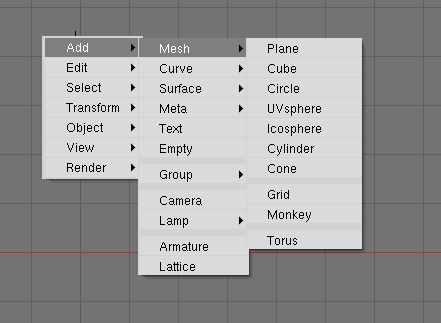 Add
Edit
Select
Transform
Object
View
Render
Mesh
Curve
Surface
Meta
Text
Empty
Group
Camera
Lamp
Armature
Lattice
Plane
Cube
Circle
UVsphere
Icosphere
Cylinder
Cone
Grid
Monkey
Torus